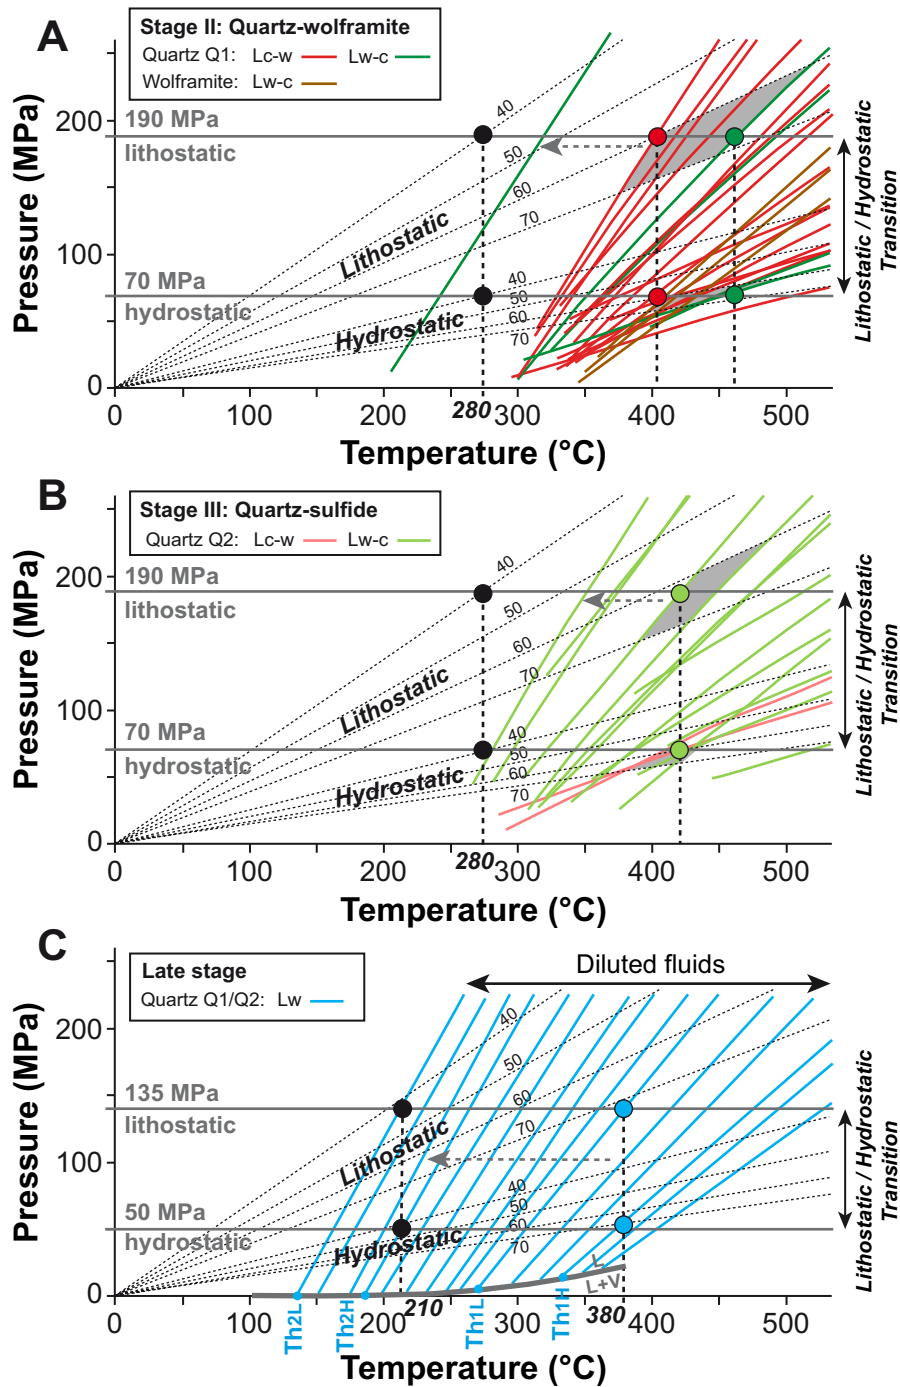 A
Stage II: Quartz-wolframite
Quartz Q1: Lc-w Lw-c
Wolframite: Lw-c
Pressure (MPa)
200
100
0
190 MPa
lithostatic
70 MPa
hydrostatic
Lithostatic
Hydrostatic
40
50
60
70
40
50
60
70
Lithostatic / Hydrostatic
Transition
280
0 100 200 300 400 500
Temperature (°C)
B
Stage III: Quartz-sulfide
Quartz Q2: Lc-w Lw-c
Pressure (MPa)
200
100
0
190 MPa
lithostatic
70 MPa
hydrostatic
Lithostatic
Hydrostatic
40
50
60
70
40
50
60
70
Lithostatic / Hydrostatic
Transition
280
0 100 200 300 400 500
Temperature (°C)
C
Late stage
Quartz Q1/Q2: Lw
Diluted fluids
Pressure (MPa)
200
100
0
135 MPa
lithostatic
50 MPa
hydrostatic
Lithostatic
Hydrostatic
40
50
60
70
40
50
60
70
L
L+V
Lithostatic / Hydrostatic
Transition
210
380
Th2L
Th2H
Th1L
Th1H
0 100 200 300 400 500
Temperature (°C)